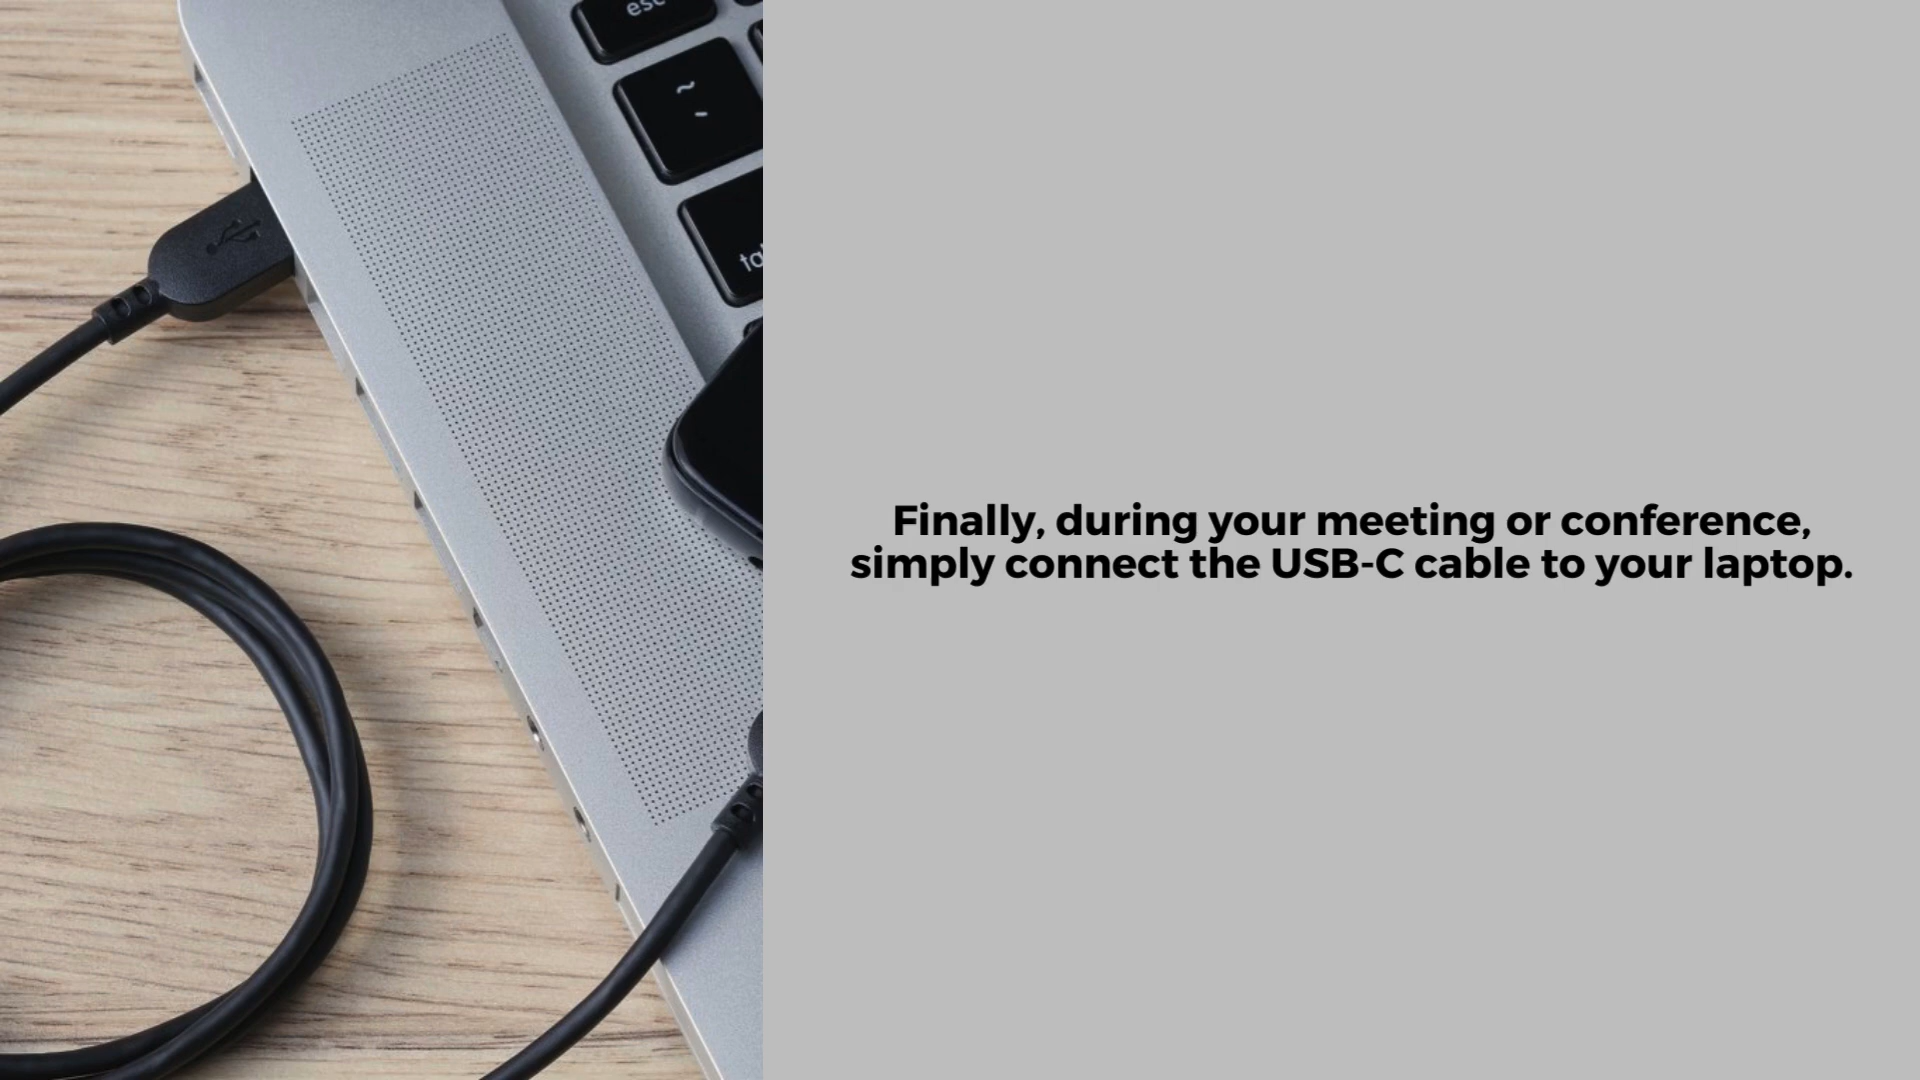 esc
~
Finally, during your meeting or conference,
simply connect the USB-C cable to your laptop.